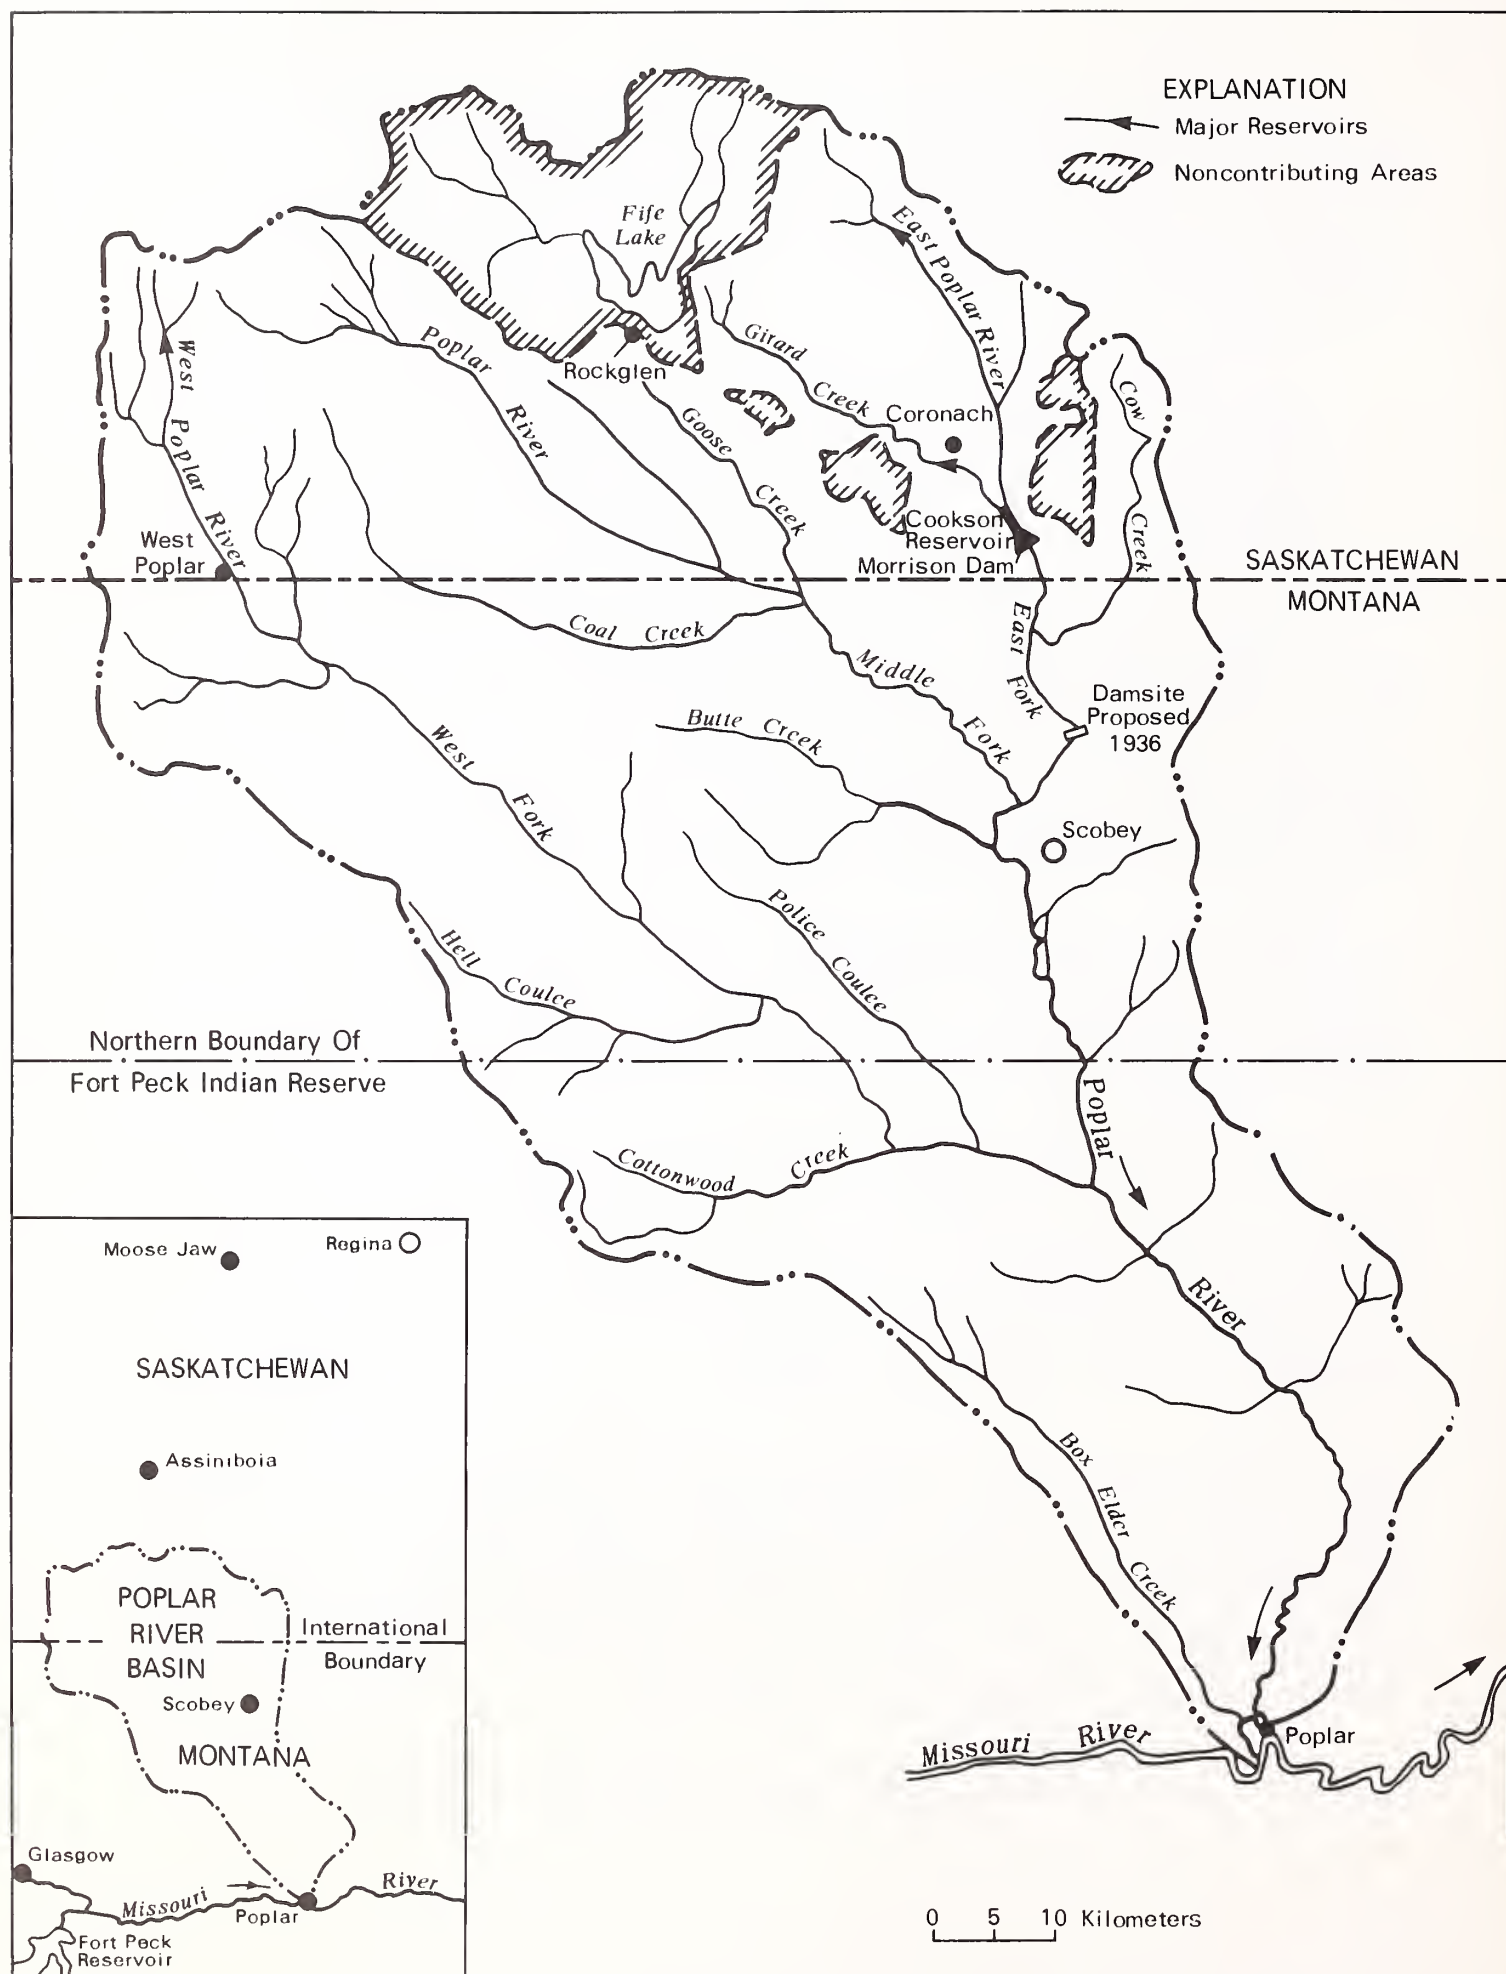 EXPLANATION
Major Reservoirs
Noncontributing Areas
Fife
Lake
East Poplar River
West Poplar River
Poplar
River
Rockglen
Girard
Creek
Goose
Creek
Coronach
Cow
Creek
Cookson
Reservoir
Morrison Dam
West
Poplar
SASKATCHEWAN
MONTANA
Coal Creek
East
Fork
Middle
Fork
Damsite
Proposed
1936
Butte Creek
West
Fork
Scobey
Police
Coulee
Hell
Coulee
Northern Boundary Of
Fort Peck Indian Reserve
Poplar
River
Cottonwood Creek
Box
Elder
Creek
Missouri River
Poplar
0 5 10 Kilometers
Moose Jaw
Regina
SASKATCHEWAN
Assiniboia
POPLAR
RIVER
BASIN
International
Boundary
Scobey
MONTANA
Glasgow
Missouri River
Poplar
Fort Peck
Reservoir